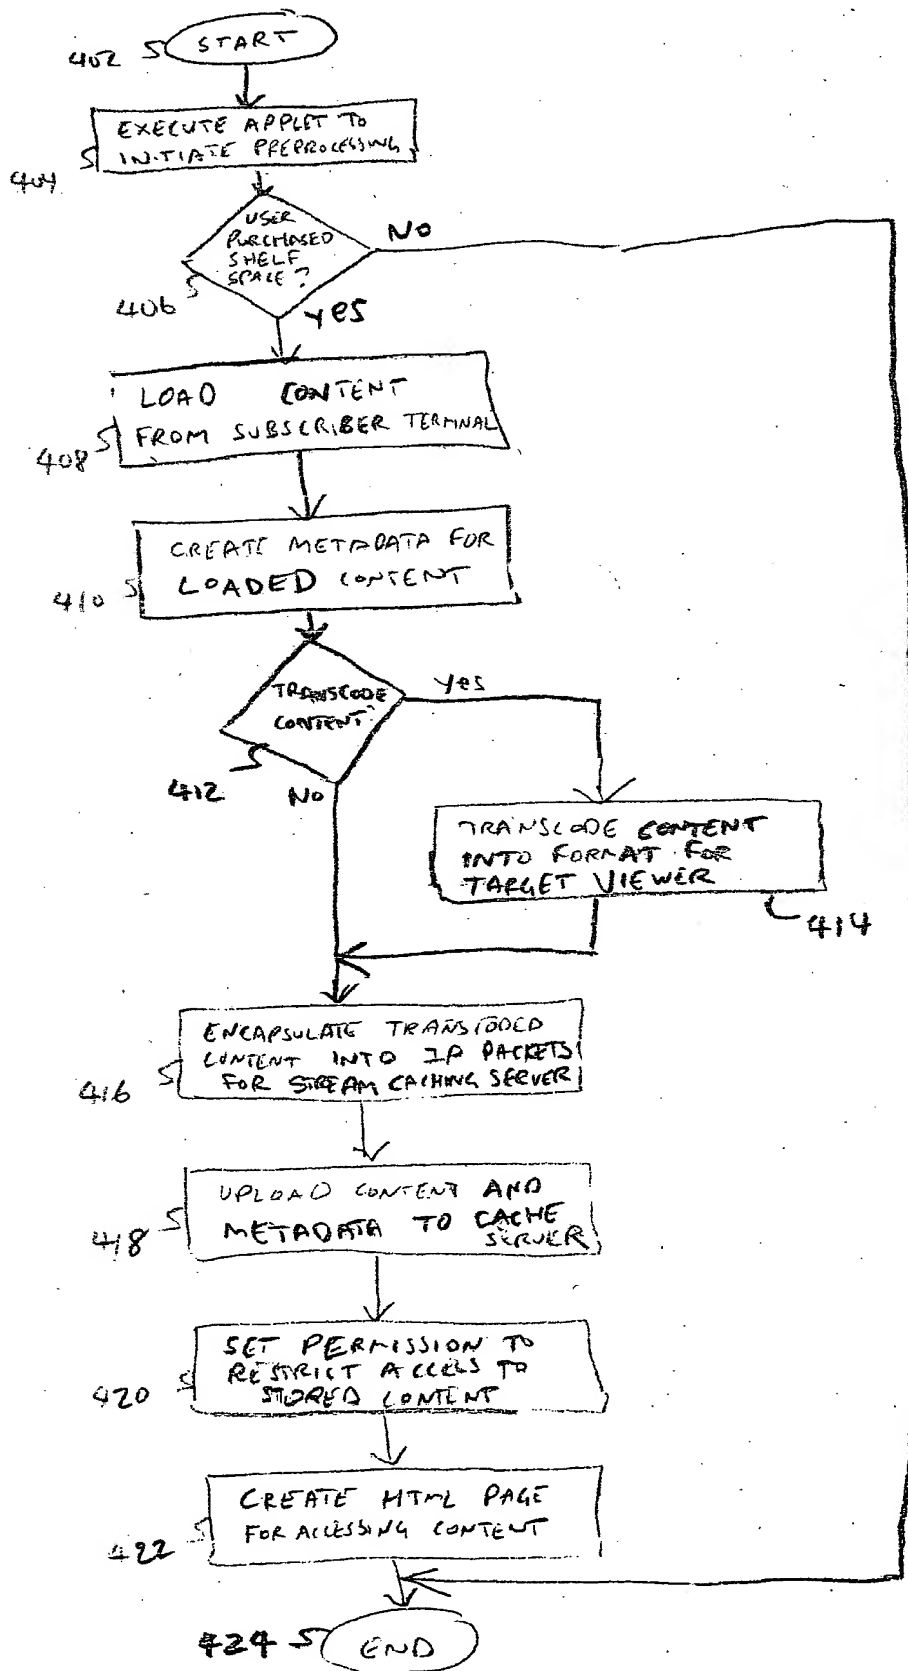 402 START
EXECUTE APPLET TO
INITIATE PREPROCESSING
404
USER
PURCHASED
SHELF
SPACE?
NO
406
YES
LOAD CONTENT
FROM SUBSCRIBER TERMINAL
408
CREATE METADATA FOR
LOADED CONTENT
410
TRANSCODE
CONTENT?
Yes
412
NO
TRANSCODE CONTENT
INTO FORMAT FOR
TARGET VIEWER
414
ENCAPSULATE TRANSCODED
CONTENT INTO IP PACKETS
FOR STREAM CACHING SERVER
416
UPLOAD CONTENT AND
METADATA TO CACHE
SERVER
418
SET PERMISSION TO
RESTRICT ACCESS TO
STORED CONTENT
420
CREATE HTML PAGE
FOR ACCESSING CONTENT
422
424 END